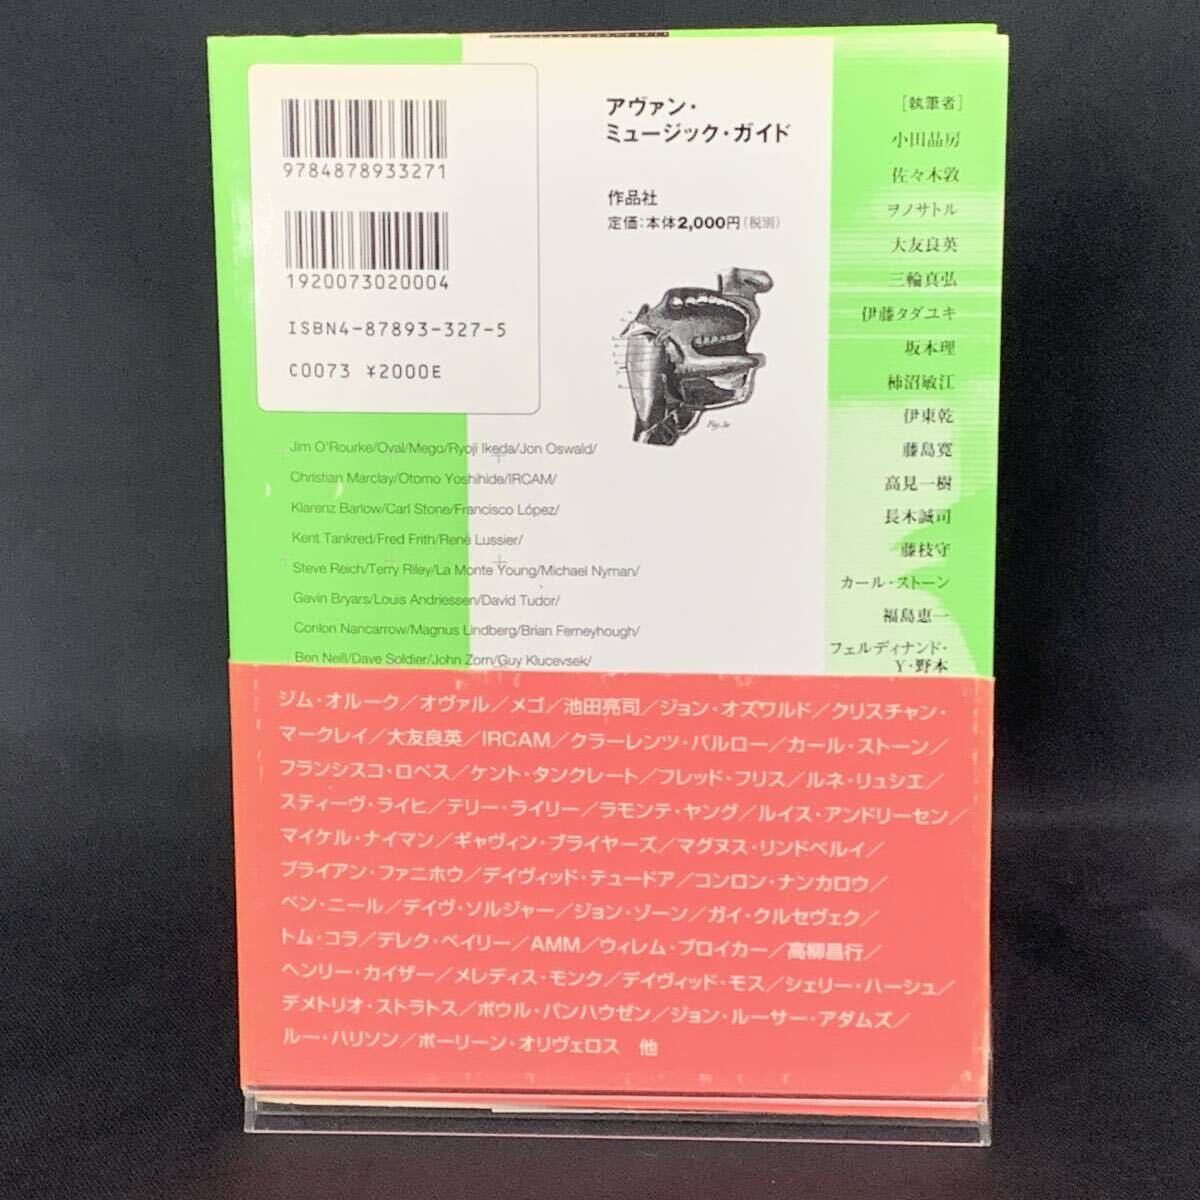 9784878933271
1920073020004
ISBN4-87893-327-5
C0073 ¥2000E
アヴァン・
ミュージック・ガイド
作品社
定価:本体2,000円(税別)
Fig.3a
[執筆者]
小田晶房
佐々木敦
ヲノサトル
大友良英
三輪真弘
伊藤タダユキ
坂本理
柿沼敏江
伊東乾
藤島寛
高見一樹
長木誠司
藤枝守
カール・ストーン
福島恵一
フェルディナンド・
Y・野本
Jim O'Rourke/Oval/Mego/Ryoji Ikeda/Jon Oswald/
Christian Marclay/Otomo Yoshihide/IRCAM/
Klarenz Barlow/Carl Stone/Francisco López/
Kent Tankred/Fred Frith/René Lussier/
Steve Reich/Terry Riley/La Monte Young/Michael Nyman/
Gavin Bryars/Louis Andriessen/David Tudor/
Conlon Nancarrow/Magnus Lindberg/Brian Ferneyhough/
Ben Neill/Dave Soldier/John Zorn/Guy Klucevsek/
ジム・オルーク/オヴァル/メゴ/池田亮司/ジョン・オズワルド/クリスチャン・
マークレイ/大友良英/IRCAM/クラーレンツ・バルロー/カール・ストーン/
フランシスコ・ロペス/ケント・タンクレート/フレッド・フリス/ルネ・リュシエ/
スティーヴ・ライヒ/テリー・ライリー/ラモンテ・ヤング/ルイス・アンドリーセン/
マイケル・ナイマン/ギャヴィン・ブライヤーズ/マグヌス・リンドベルイ/
ブライアン・ファニホウ/デイヴィッド・テュードア/コンロン・ナンカロウ/
ベン・ニール/デイヴ・ソルジャー/ジョン・ゾーン/ガイ・クルセヴェク/
トム・コラ/デレク・ベイリー/AMM/ウィレム・ブロイカー/高柳昌行/
ヘンリー・カイザー/メレディス・モンク/デイヴィッド・モス/シェリー・ハーシュ/
デメトリオ・ストラトス/ポウル・パンハウゼン/ジョン・ルーサー・アダムズ/
ルー・ハリソン/ポーリーン・オリヴェロス 他